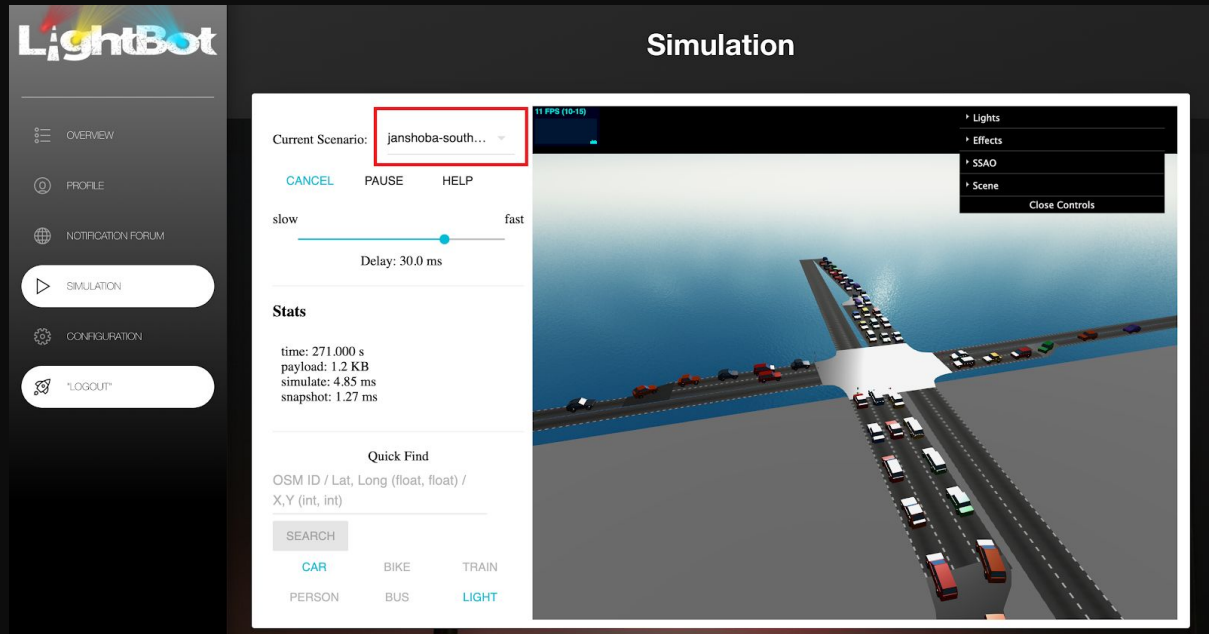 LightBot
Simulation
OVERVIEW
PROFILE
NOTIFICATION FORUM
SIMULATION
CONFIGURATION
"LOGOUT"
Current Scenario: janshoba-south...
CANCEL PAUSE HELP
slow fast
Delay: 30.0 ms
Stats
time: 271.000 s
payload: 1.2 KB
simulate: 4.85 ms
snapshot: 1.27 ms
Quick Find
OSM ID / Lat, Long (float, float) /
X,Y (int, int)
SEARCH
CAR BIKE TRAIN
PERSON BUS LIGHT
11 FPS (10-15)
Lights
Effects
SSAO
Scene
Close Controls